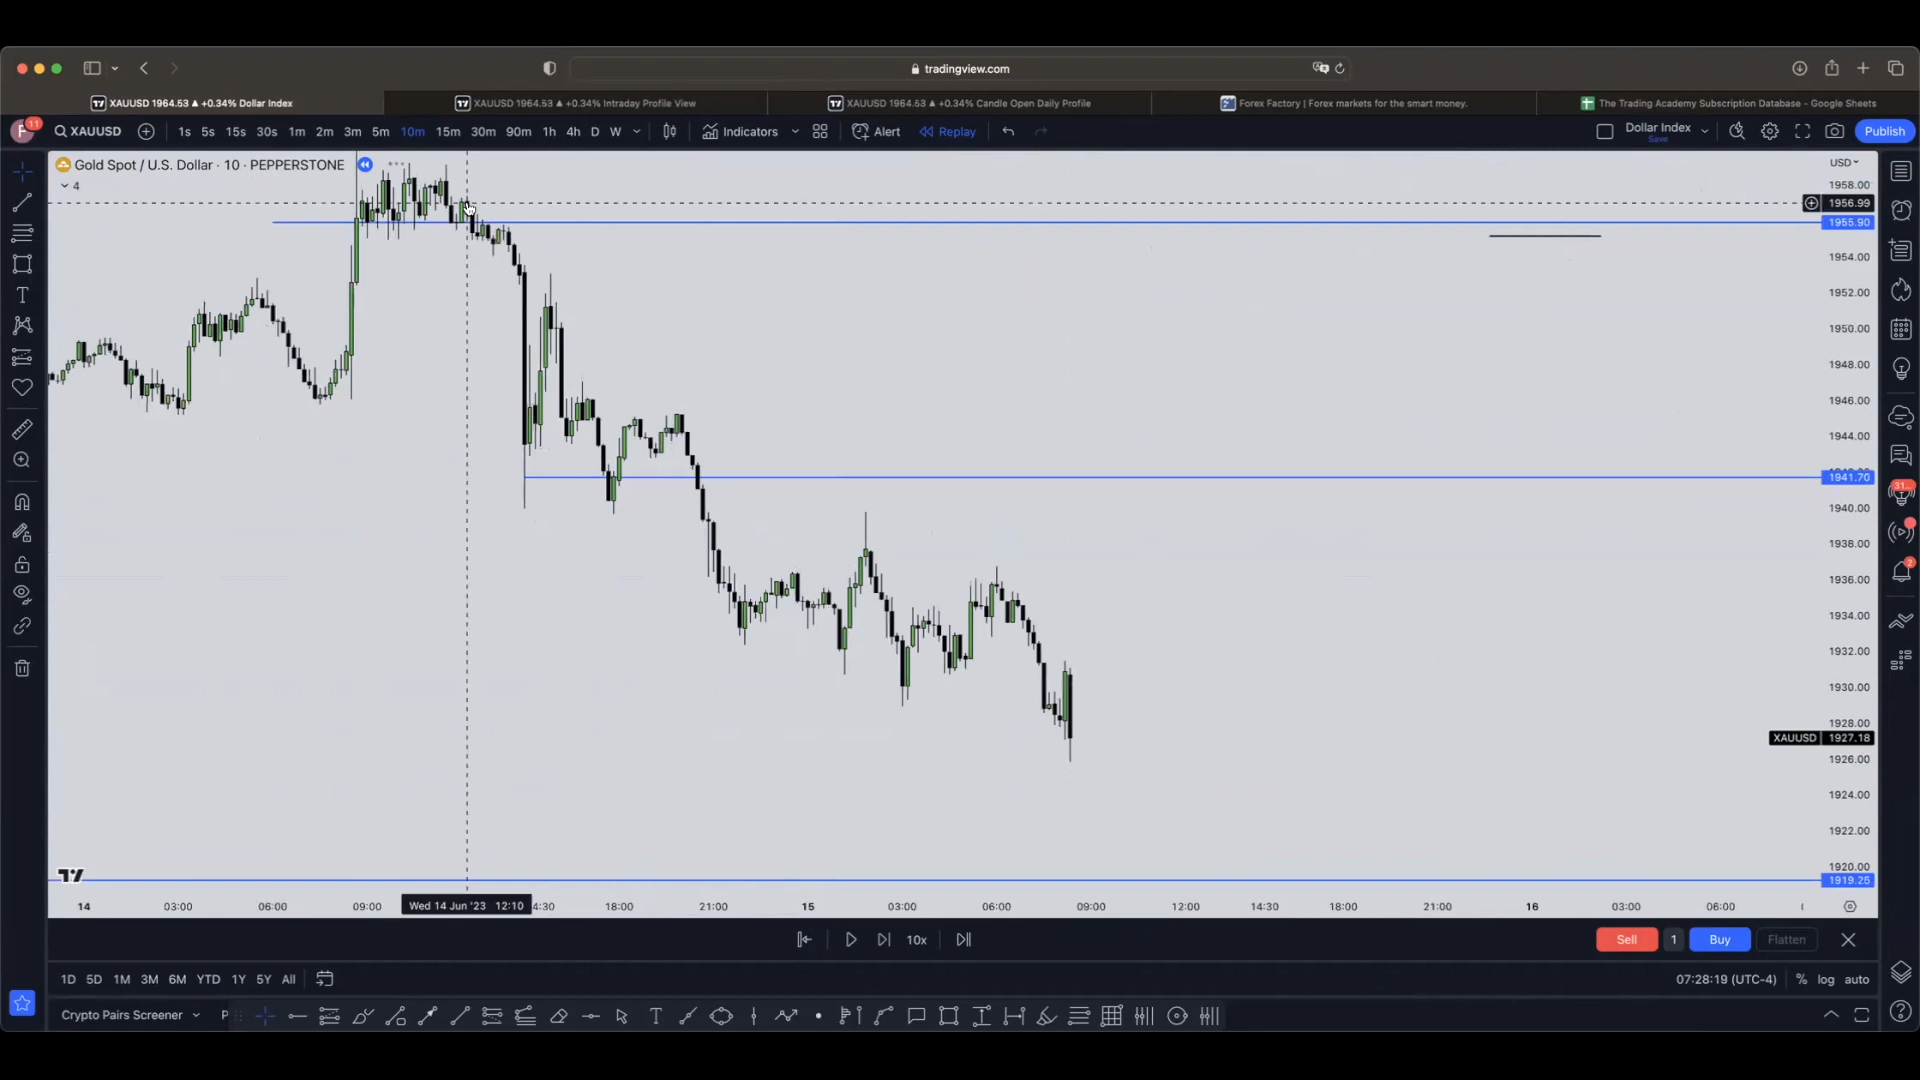 tradingview.com
XAUUSD 1964.53 ▲ +0.34% Dollar Index
XAUUSD 1964.53 ▲ +0.34% Intraday Profile View
XAUUSD 1964.53 ▲ +0.34% Candle Open Daily Profile
Forex Factory | Forex markets for the smart money.
The Trading Academy Subscription Database - Google Sheets
F 11
XAUUSD 1s 5s 15s 30s 1m 2m 3m 5m 10m 15m 30m 90m 1h 4h D W Indicators Alert Replay Dollar Index Publish
Save
Gold Spot / U.S. Dollar · 10 · PEPPERSTONE
4
USD
1958.00
1956.99
1955.90
1954.00
1952.00
1950.00
1948.00
1946.00
1944.00
1941.70
1940.00
1938.00
1936.00
1934.00
1932.00
1930.00
1928.00
XAUUSD 1927.18
1926.00
1924.00
1922.00
1920.00
1919.25
31...
2
14 03:00 06:00 09:00 Wed 14 Jun '23 12:10 4:30 18:00 21:00 15 03:00 06:00 09:00 12:00 14:30 18:00 21:00 16 03:00 06:00
10x Sell 1 Buy Flatten
1D 5D 1M 3M 6M YTD 1Y 5Y All 07:28:19 (UTC-4) % log auto
Crypto Pairs Screener P